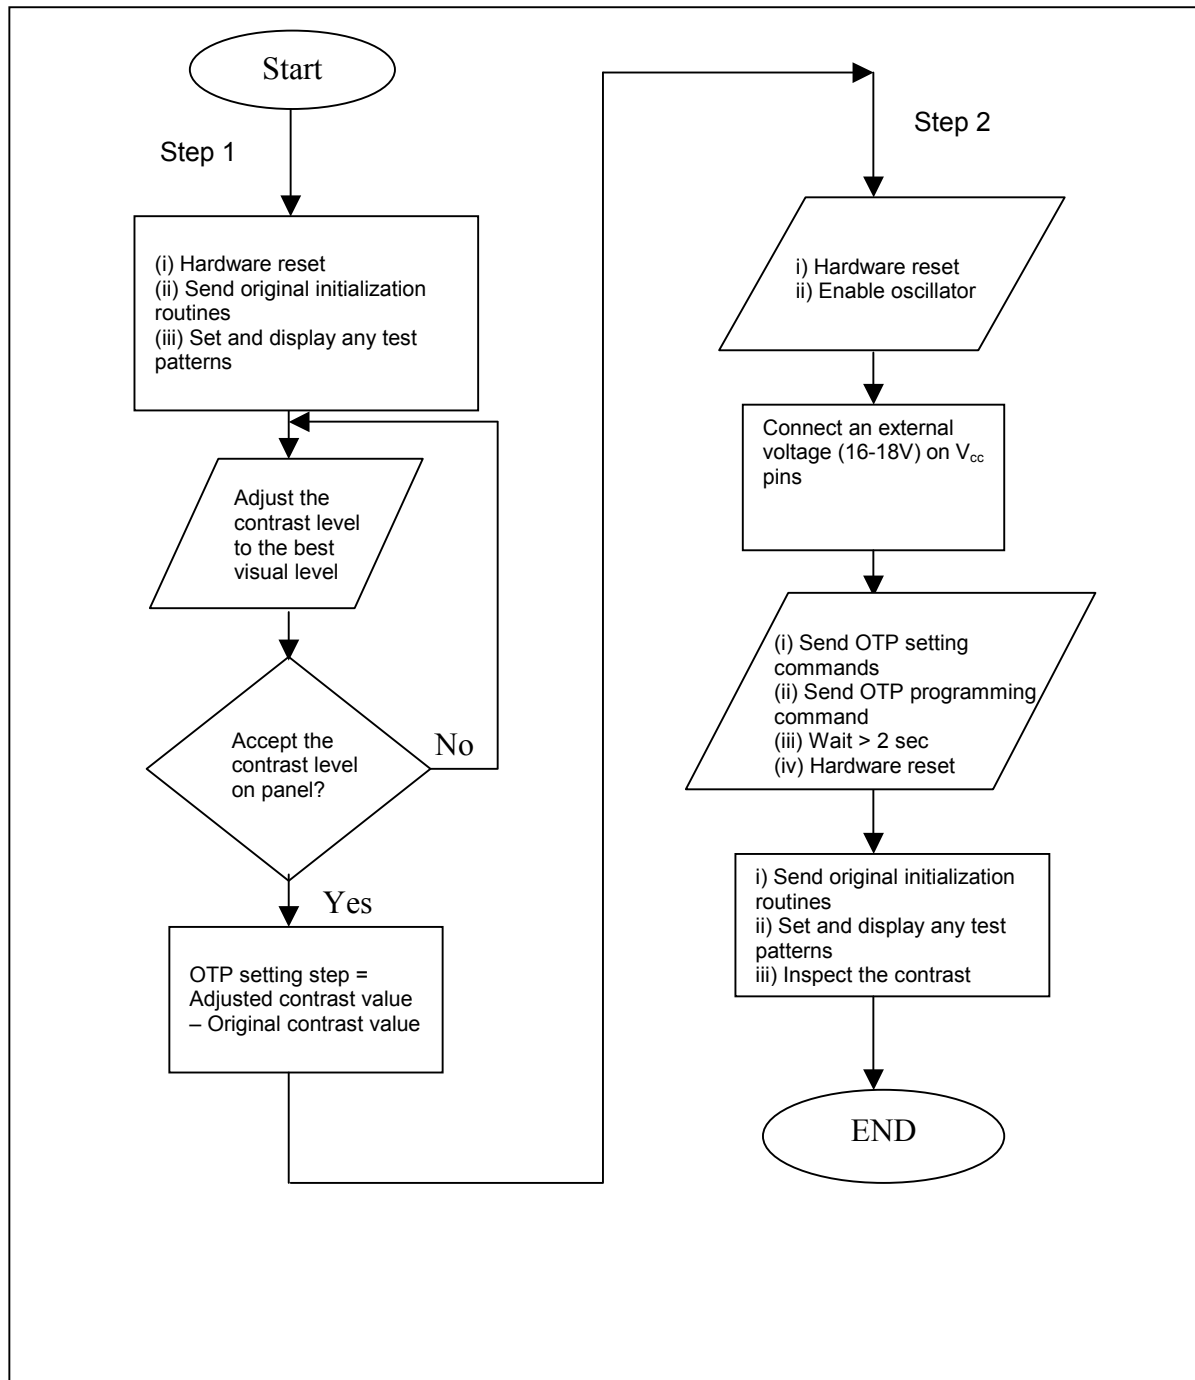 Start
Step 1
(i) Hardware reset
(ii) Send original initialization
routines
(iii) Set and display any test
patterns
Adjust the
contrast level
to the best
visual level
Accept the
contrast level
on panel?
No
Yes
OTP setting step =
Adjusted contrast value
– Original contrast value
Step 2
i) Hardware reset
ii) Enable oscillator
Connect an external
voltage (16-18V) on Vcc
pins
(i) Send OTP setting
commands
(ii) Send OTP programming
command
(iii) Wait > 2 sec
(iv) Hardware reset
i) Send original initialization
routines
ii) Set and display any test
patterns
iii) Inspect the contrast
END